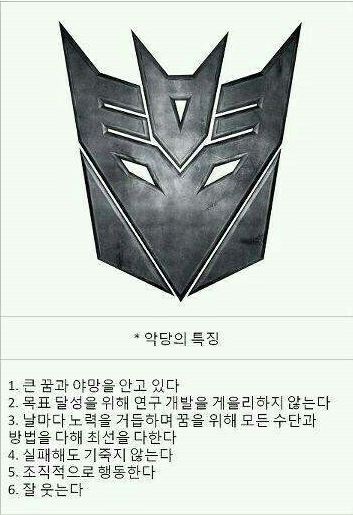 * 악당의 특징
1. 큰 꿈과 야망을 안고 있다
2. 목표 달성을 위해 연구 개발을 게을리하지 않는다
3. 날마다 노력을 거듭하며 꿈을 위해 모든 수단과
방법을 다해 최선을 다한다
4. 실패해도 기죽지 않는다
5. 조직적으로 행동한다
6. 잘 웃는다